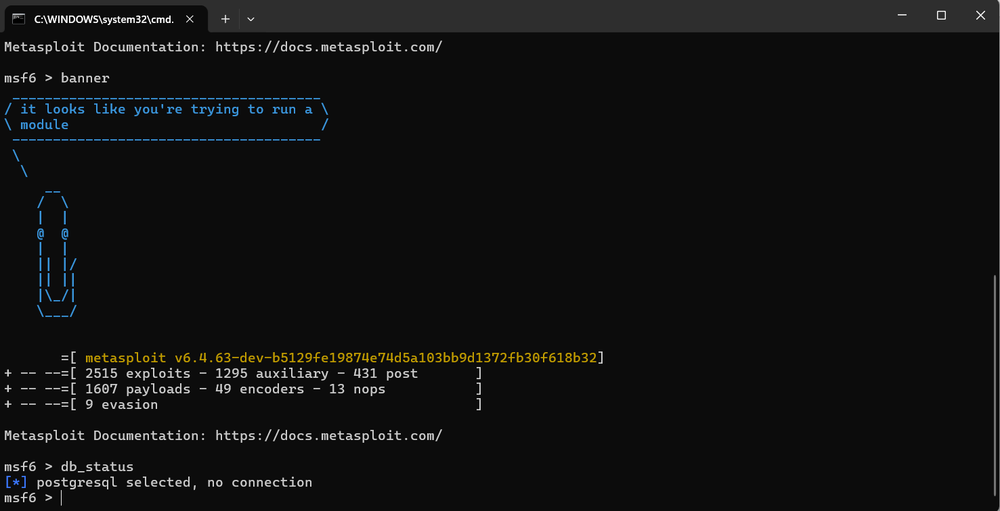 C:\WINDOWS\system32\cmd.
Metasploit Documentation: https://docs.metasploit.com/
msf6 > banner
 ______________________________________
/ it looks like you're trying to run a \
\ module                               /
 --------------------------------------
 \
  \
     __
    /  \
    |  |
    @  @
    |  |
    || |/
    || ||
    |\_/|
    \___/
       =[ metasploit v6.4.63-dev-b5129fe19874e74d5a103bb9d1372fb30f618b32]
+ -- --=[ 2515 exploits - 1295 auxiliary - 431 post       ]
+ -- --=[ 1607 payloads - 49 encoders - 13 nops           ]
+ -- --=[ 9 evasion                                       ]
Metasploit Documentation: https://docs.metasploit.com/
msf6 > db_status
[*] postgresql selected, no connection
msf6 >